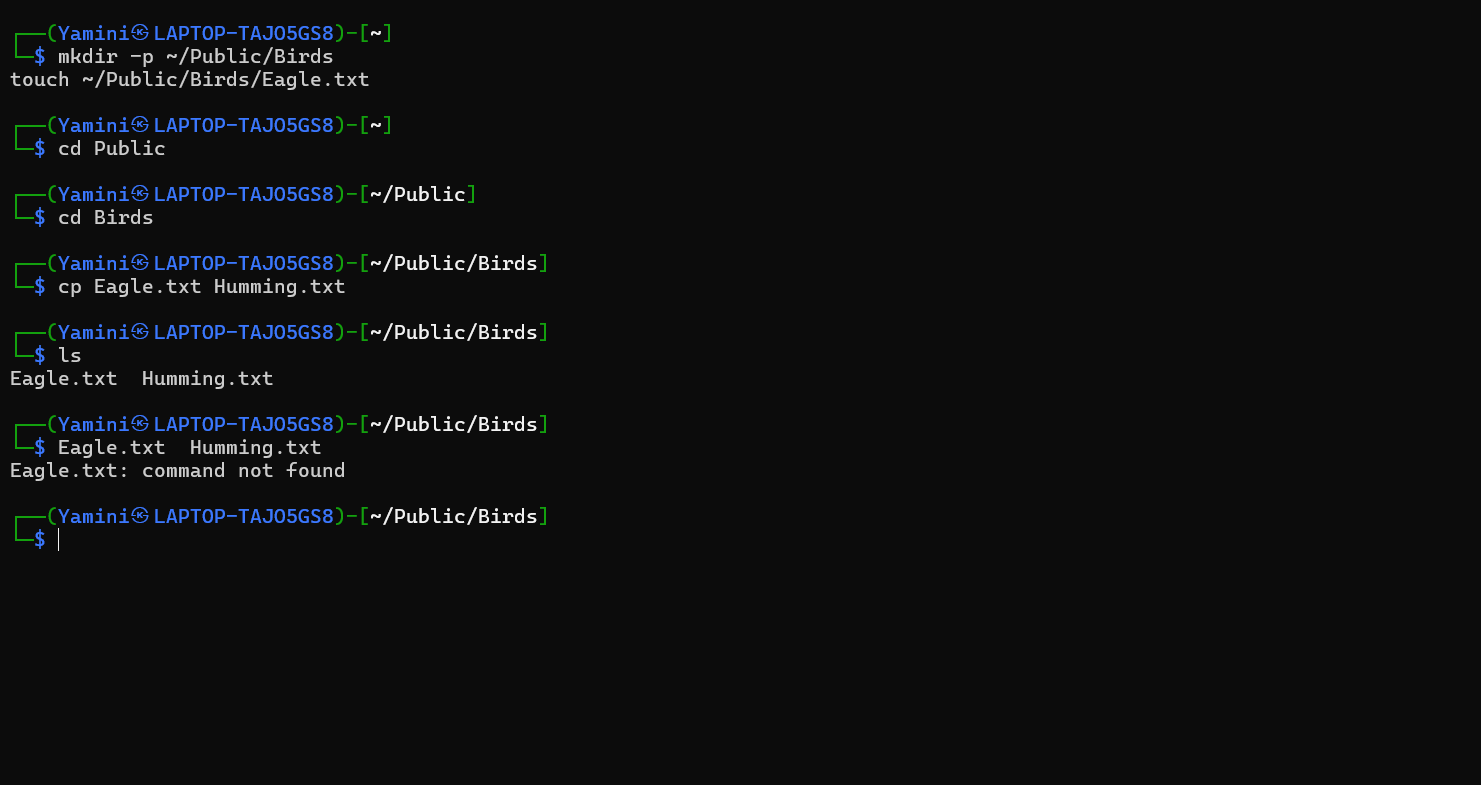 ┌──(Yamini㉿LAPTOP-TAJO5GS8)-[~]
└─$ mkdir -p ~/Public/Birds
touch ~/Public/Birds/Eagle.txt
┌──(Yamini㉿LAPTOP-TAJO5GS8)-[~]
└─$ cd Public
┌──(Yamini㉿LAPTOP-TAJO5GS8)-[~/Public]
└─$ cd Birds
┌──(Yamini㉿LAPTOP-TAJO5GS8)-[~/Public/Birds]
└─$ cp Eagle.txt Humming.txt
┌──(Yamini㉿LAPTOP-TAJO5GS8)-[~/Public/Birds]
└─$ ls
Eagle.txt  Humming.txt
┌──(Yamini㉿LAPTOP-TAJO5GS8)-[~/Public/Birds]
└─$ Eagle.txt  Humming.txt
Eagle.txt: command not found
┌──(Yamini㉿LAPTOP-TAJO5GS8)-[~/Public/Birds]
└─$